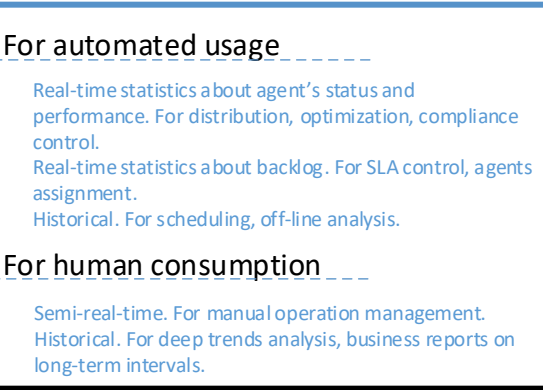 For automated usage
Real-time statistics about agent’s status and
performance. For distribution, optimization, compliance
control.
Real-time statistics about backlog. For SLA control, agents
assignment.
Historical. For scheduling, off-line analysis.
For human consumption
Semi-real-time. For manual operation management.
Historical. For deep trends analysis, business reports on
long-term intervals.